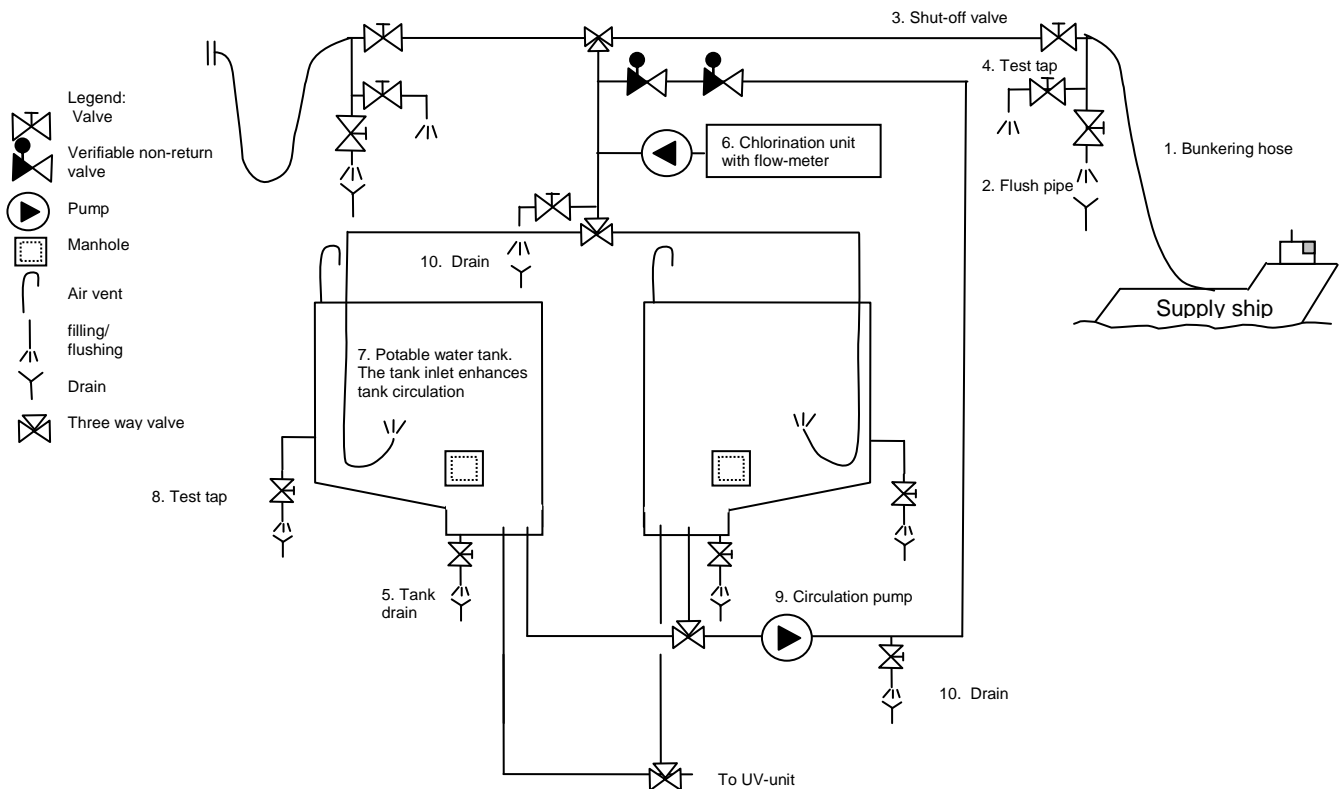 3. Shut-off valve
4. Test tap
Legend:
Valve
Verifiable non-return
valve
Pump
Manhole
Air vent
filling/
flushing
Drain
Three way valve
6. Chlorination unit
with flow-meter
1. Bunkering hose
2. Flush pipe
10. Drain
Supply ship
7. Potable water tank.
The tank inlet enhances
tank circulation
8. Test tap
5. Tank
drain
9. Circulation pump
10. Drain
To UV-unit